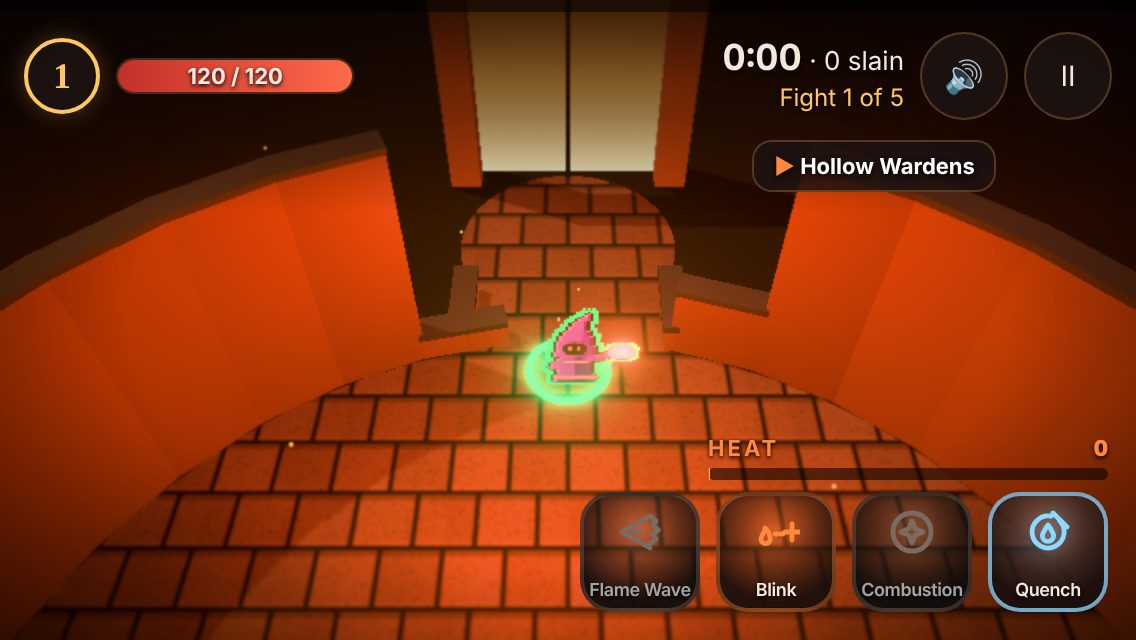 1
120 / 120
0:00 · 0 slain
Fight 1 of 5
Hollow Wardens
HEAT 0
Flame Wave
Blink
Combustion
Quench